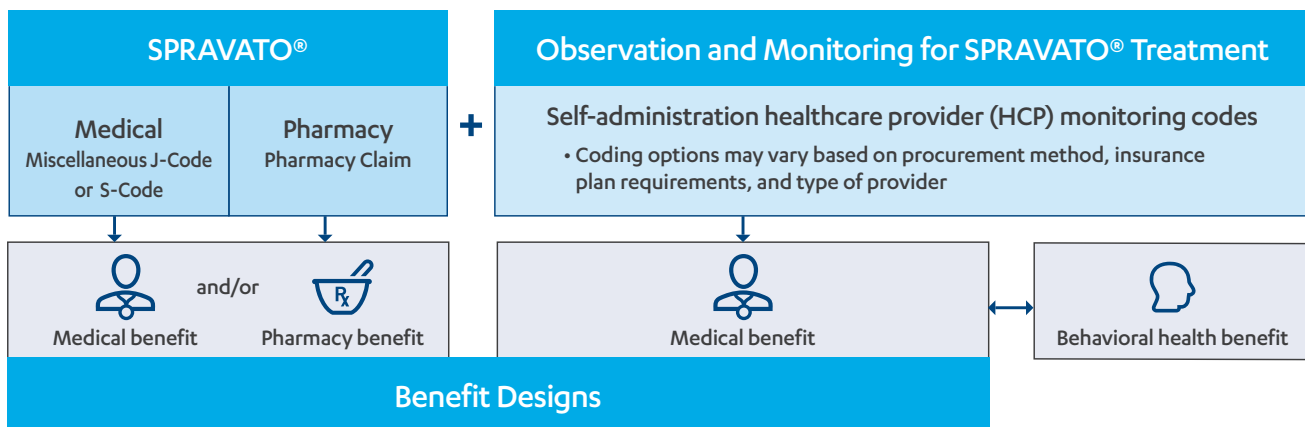 SPRAVATO®
Medical
Miscellaneous J-Code
or S-Code
Pharmacy
Pharmacy Claim
+
Observation and Monitoring for SPRAVATO® Treatment
Self-administration healthcare provider (HCP) monitoring codes
• Coding options may vary based on procurement method, insurance
plan requirements, and type of provider
Medical benefit
and/or
Rx
Pharmacy benefit
Medical benefit
Behavioral health benefit
Benefit Designs